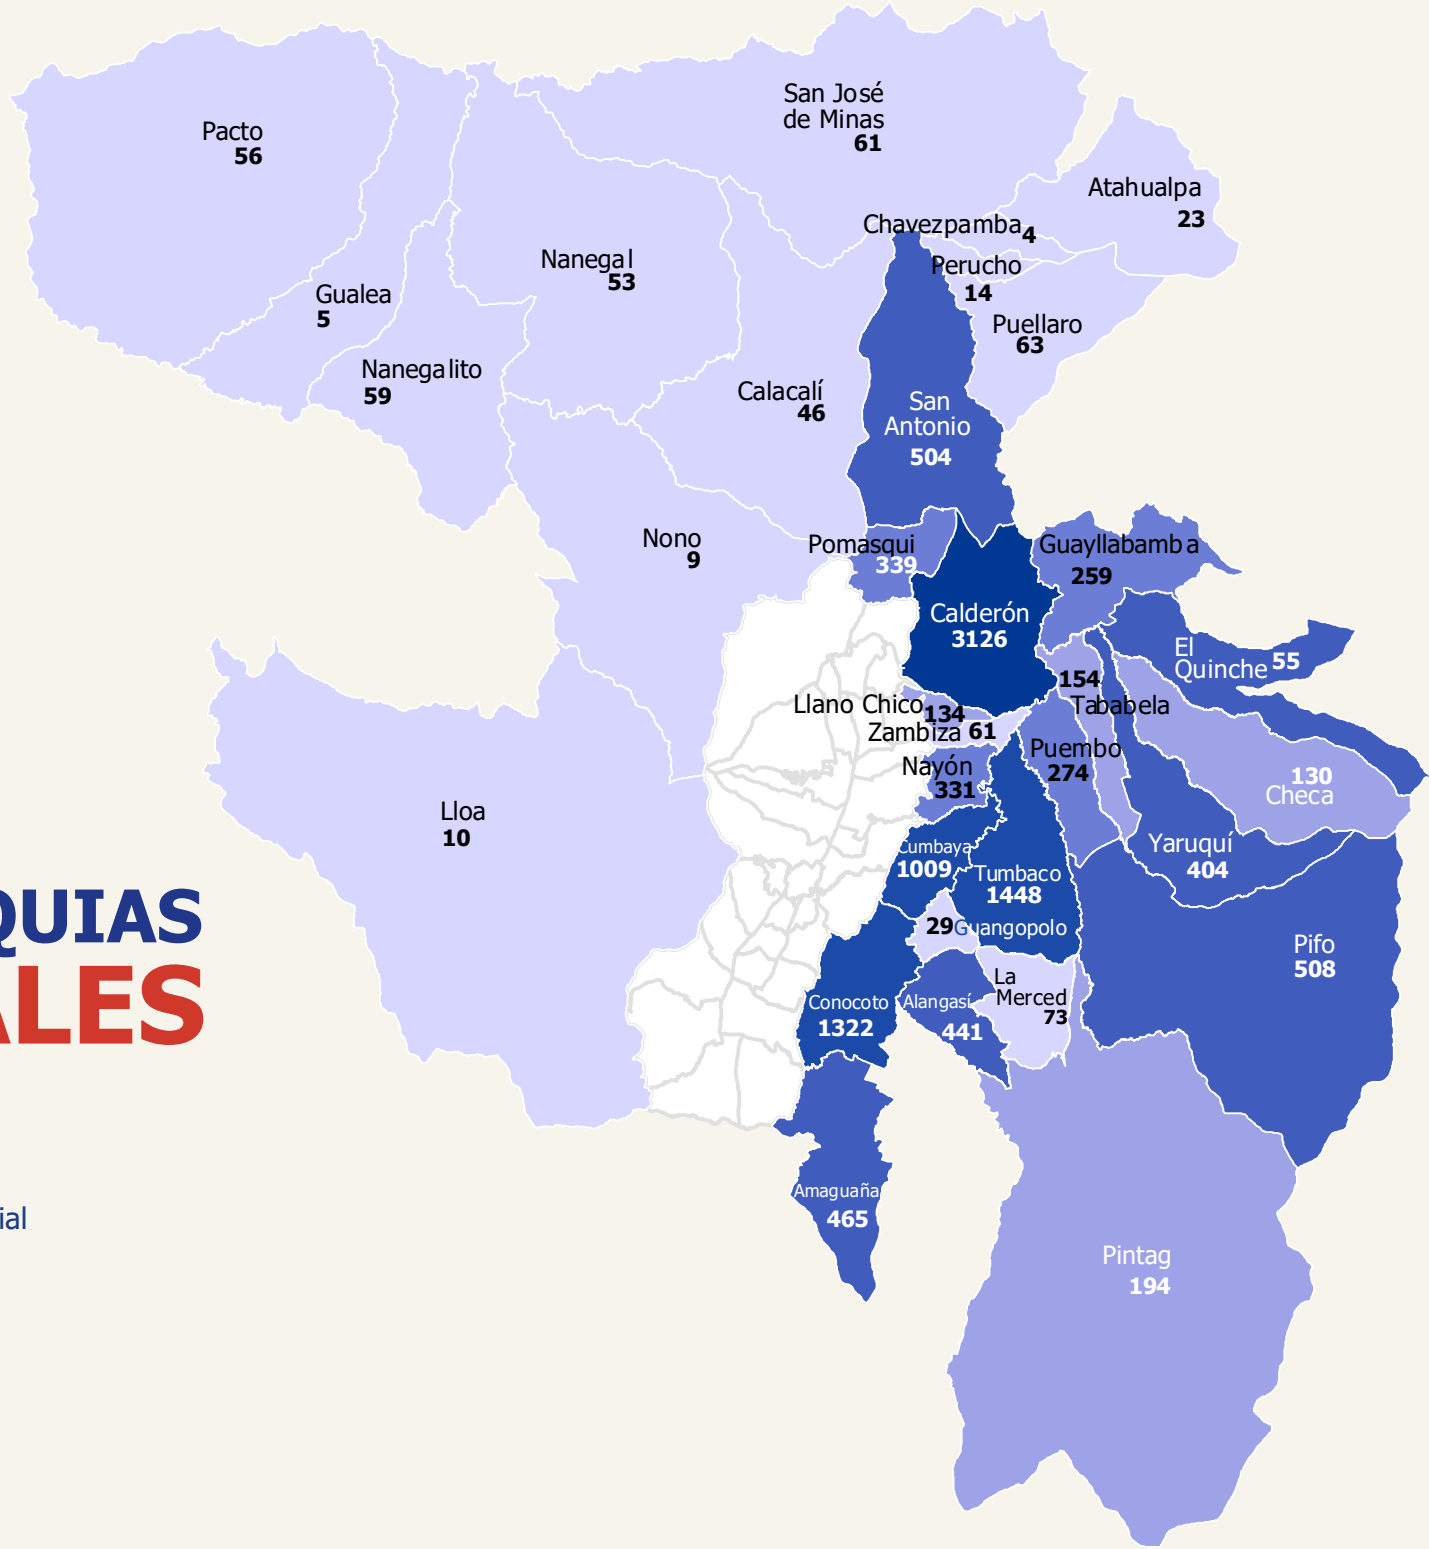 San José
de Minas
61
Pacto
56
Atahualpa
23
Chavezpamba
4
Nanegal
53
Perucho
14
Gualea
5
Puellaro
63
Nanegalito
59
Calacalí
46
San
Antonio
504
Nono
9
Pomasqui
339
Guayllabamba
259
Calderón
3126
El
Quinche 55
154
Tababela
Llano Chico 134
Zambiza 61
Puembo
274
Nayón
331
130
Checa
Lloa
10
Yaruquí
404
Cumbaya
1009
Tumbaco
1448
QUIAS
ALES
29 Guangopolo
Pifo
508
La
Merced
73
Conocoto
1322
Alangasí
441
Amaguaña
465
ial
Pintag
194